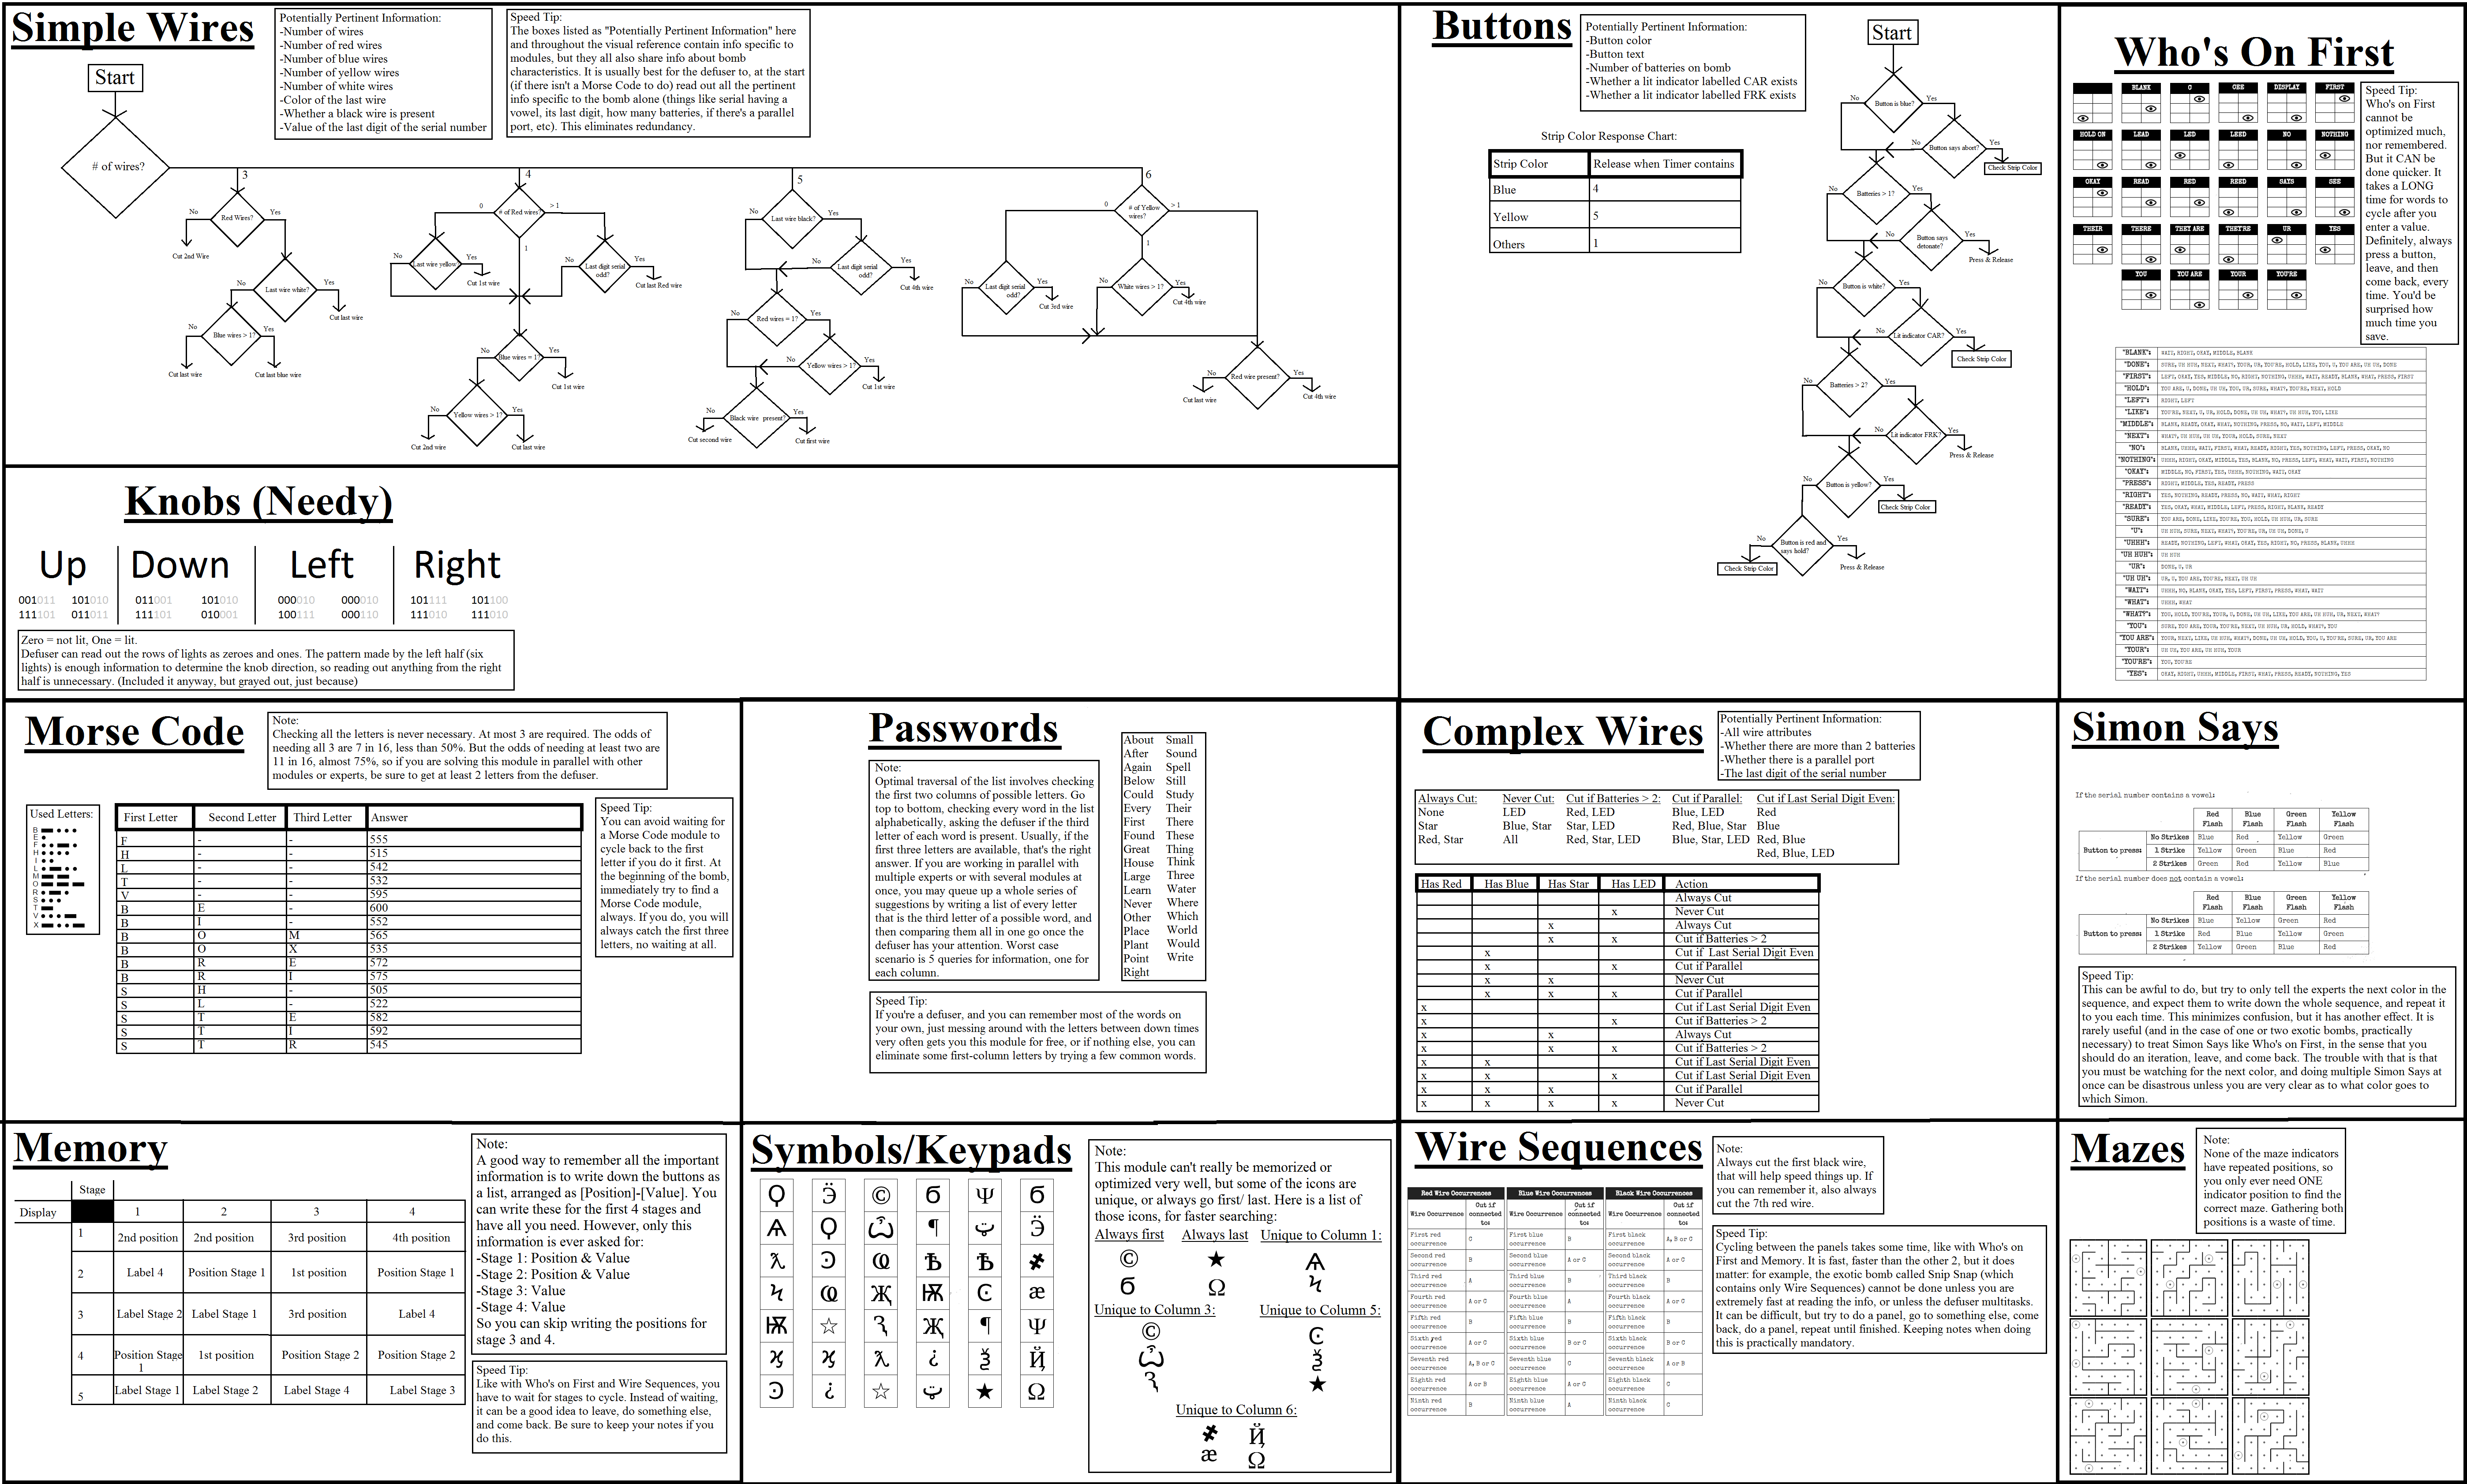 Simple Wires
Potentially Pertinent Information:
-Number of wires
-Number of red wires
-Number of blue wires
-Number of yellow wires
-Number of white wires
-Color of the last wire
-Whether a black wire is present
-Value of the last digit of the serial number
Speed Tip:
The boxes listed as "Potentially Pertinent Information" here
and throughout the visual reference contain info specific to
modules, but they all also share info about bomb
characteristics. It is usually best for the defuser to, at the start
(if there isn't a Morse Code to do) read out all the pertinent
info specific to the bomb alone (things like serial having a
vowel, its last digit, how many batteries, if there's a parallel
port, etc). This eliminates redundancy.
Start
# of wires?
3
4
5
6
No Red Wires? Yes
Cut 2nd Wire
No Last wire white? Yes
Cut last wire
No Blue wires > 1? Yes
Cut last wire
Cut last blue wire
0 # of Red wires? > 1
1
No Last wire yellow? Yes
Cut 1st wire
No Last digit serial odd? Yes
Cut last Red wire
No Blue wires = 1? Yes
Cut 1st wire
No Yellow wires > 1? Yes
Cut 2nd wire
Cut last wire
No Last wire black? Yes
No Last digit serial odd? Yes
Cut 4th wire
No Red wires = 1? Yes
No Yellow wires > 1? Yes
Cut 1st wire
No Black wire present? Yes
Cut second wire
Cut first wire
0 # of Yellow wires? > 1
1
No Last digit serial odd? Yes
Cut 3rd wire
No White wires > 1? Yes
Cut 4th wire
No Red wire present? Yes
Cut last wire
Cut 4th wire
Buttons
Potentially Pertinent Information:
-Button color
-Button text
-Number of batteries on bomb
-Whether a lit indicator labelled CAR exists
-Whether a lit indicator labelled FRK exists
Strip Color Response Chart:
Strip Color Release when Timer contains
Blue 4
Yellow 5
Others 1
Start
No Button is blue? Yes
No Button says abort? Yes
Check Strip Color
No Batteries > 1? Yes
No Button says detonate? Yes
Press & Release
No Button is white? Yes
No Lit indicator CAR? Yes
Check Strip Color
No Batteries > 2? Yes
No Lit indicator FRK? Yes
Press & Release
No Button is yellow? Yes
Check Strip Color
No Button is red and says hold? Yes
Check Strip Color
Press & Release
Who's On First
BLANK C CEE DISPLAY FIRST
HOLD ON LEAD LED LEED NO NOTHING
OKAY READ RED REED SAYS SEE
THEIR THERE THEY ARE THEY'RE UR YES
YOU YOU ARE YOUR YOU'RE
Speed Tip:
Who's on First
cannot be
optimized much,
nor remembered.
But it CAN be
done quicker. It
takes a LONG
time for words to
cycle after you
enter a value.
Definitely, always
press a button,
leave, and then
come back, every
time. You'd be
surprised how
much time you
save.
"BLANK": WAIT, RIGHT, OKAY, MIDDLE, BLANK
"DONE": SURE, UH HUH, NEXT, WHAT?, YOUR, UR, YOU'RE, HOLD, LIKE, YOU, U, YOU ARE, UH UH, DONE
"FIRST": LEFT, OKAY, YES, MIDDLE, NO, RIGHT, NOTHING, UHHH, WAIT, READY, BLANK, WHAT, PRESS, FIRST
"HOLD": YOU ARE, U, DONE, UH UH, YOU, UR, SURE, WHAT?, YOU'RE, NEXT, HOLD
"LEFT": RIGHT, LEFT
"LIKE": YOU'RE, NEXT, U, UR, HOLD, DONE, UH UH, WHAT?, UH HUH, YOU, LIKE
"MIDDLE": BLANK, READY, OKAY, WHAT, NOTHING, PRESS, NO, WAIT, LEFT, MIDDLE
"NEXT": WHAT?, UH HUH, UH UH, YOUR, HOLD, SURE, NEXT
"NO": BLANK, UHHH, WAIT, FIRST, WHAT, READY, RIGHT, YES, NOTHING, LEFT, PRESS, OKAY, NO
"NOTHING": UHHH, RIGHT, OKAY, MIDDLE, YES, BLANK, NO, PRESS, LEFT, WHAT, WAIT, FIRST, NOTHING
"OKAY": MIDDLE, NO, FIRST, YES, UHHH, NOTHING, WAIT, OKAY
"PRESS": RIGHT, MIDDLE, YES, READY, PRESS
"RIGHT": YES, NOTHING, READY, PRESS, NO, WAIT, WHAT, RIGHT
"READY": YES, OKAY, WHAT, MIDDLE, LEFT, PRESS, RIGHT, BLANK, READY
"SURE": YOU ARE, DONE, LIKE, YOU'RE, YOU, HOLD, UH HUH, UR, SURE
"U": UH HUH, SURE, NEXT, WHAT?, YOU'RE, UR, UH UH, DONE, U
"UHHH": READY, NOTHING, LEFT, WHAT, OKAY, YES, RIGHT, NO, PRESS, BLANK, UHHH
"UH HUH": UH HUH
"UR": DONE, U, UR
"UH UH": UR, U, YOU ARE, YOU'RE, NEXT, UH UH
"WAIT": UHHH, NO, BLANK, OKAY, YES, LEFT, FIRST, PRESS, WHAT, WAIT
"WHAT": UHHH, WHAT
"WHAT?": YOU, HOLD, YOU'RE, YOUR, U, DONE, UH UH, LIKE, YOU ARE, UH HUH, UR, NEXT, WHAT?
"YOU": SURE, YOU ARE, YOUR, YOU'RE, NEXT, UH HUH, UR, HOLD, WHAT?, YOU
"YOU ARE": YOUR, NEXT, LIKE, UH HUH, WHAT?, DONE, UH UH, HOLD, YOU, U, YOU'RE, SURE, UR, YOU ARE
"YOUR": UH UH, YOU ARE, UH HUH, YOUR
"YOU'RE": YOU, YOU'RE
"YES": OKAY, RIGHT, UHHH, MIDDLE, FIRST, WHAT, PRESS, READY, NOTHING, YES
Knobs (Needy)
Up Down Left Right
001011 101010 011001 101010 000010 000010 101111 101100
111101 011011 111101 010001 100111 000110 111010 111010
Zero = not lit, One = lit.
Defuser can read out the rows of lights as zeroes and ones. The pattern made by the left half (six
lights) is enough information to determine the knob direction, so reading out anything from the right
half is unnecessary. (Included it anyway, but grayed out, just because)
Morse Code
Note:
Checking all the letters is never necessary. At most 3 are required. The odds of
needing all 3 are 7 in 16, less than 50%. But the odds of needing at least two are
11 in 16, almost 75%, so if you are solving this module in parallel with other
modules or experts, be sure to get at least 2 letters from the defuser.
Used Letters:
B
E
F
H
I
L
M
O
R
S
T
V
X
First Letter Second Letter Third Letter Answer
F - - 555
H - - 515
L - - 542
T - - 532
V - - 595
B E - 600
B I - 552
B O M 565
B O X 535
B R E 572
B R I 575
S H - 505
S L - 522
S T E 582
S T I 592
S T R 545
Speed Tip:
You can avoid waiting for
a Morse Code module to
cycle back to the first
letter if you do it first. At
the beginning of the bomb,
immediately try to find a
Morse Code module,
always. If you do, you will
always catch the first three
letters, no waiting at all.
Passwords
Note:
Optimal traversal of the list involves checking
the first two columns of possible letters. Go
top to bottom, checking every word in the list
alphabetically, asking the defuser if the third
letter of each word is present. Usually, if the
first three letters are available, that's the right
answer. If you are working in parallel with
multiple experts or with several modules at
once, you may queue up a whole series of
suggestions by writing a list of every letter
that is the third letter of a possible word, and
then comparing them all in one go once the
defuser has your attention. Worst case
scenario is 5 queries for information, one for
each column.
About Small
After Sound
Again Spell
Below Still
Could Study
Every Their
First There
Found These
Great Thing
House Think
Large Three
Learn Water
Never Where
Other Which
Place World
Plant Would
Point Write
Right
Speed Tip:
If you're a defuser, and you can remember most of the words on
your own, just messing around with the letters between down times
very often gets you this module for free, or if nothing else, you can
eliminate some first-column letters by trying a few common words.
Complex Wires
Potentially Pertinent Information:
-All wire attributes
-Whether there are more than 2 batteries
-Whether there is a parallel port
-The last digit of the serial number
Always Cut: Never Cut: Cut if Batteries > 2: Cut if Parallel: Cut if Last Serial Digit Even:
None LED Red, LED Blue, LED Red
Star Blue, Star Star, LED Red, Blue, Star Blue
Red, Star All Red, Star, LED Blue, Star, LED Red, Blue
Red, Blue, LED
Has Red Has Blue Has Star Has LED Action
Always Cut
x Never Cut
x Always Cut
x x Cut if Batteries > 2
x Cut if Last Serial Digit Even
x x Cut if Parallel
x x Never Cut
x x x Cut if Parallel
x Cut if Last Serial Digit Even
x x Cut if Batteries > 2
x x Always Cut
x x x Cut if Batteries > 2
x x Cut if Last Serial Digit Even
x x x Cut if Last Serial Digit Even
x x x Cut if Parallel
x x x x Never Cut
Simon Says
If the serial number contains a vowel:
Red Flash Blue Flash Green Flash Yellow Flash
Button to press:
No Strikes Blue Red Yellow Green
1 Strike Yellow Green Blue Red
2 Strikes Green Red Yellow Blue
If the serial number does not contain a vowel:
Red Flash Blue Flash Green Flash Yellow Flash
Button to press:
No Strikes Blue Yellow Green Red
1 Strike Red Blue Yellow Green
2 Strikes Yellow Green Blue Red
Speed Tip:
This can be awful to do, but try to only tell the experts the next color in the
sequence, and expect them to write down the whole sequence, and repeat it
to you each time. This minimizes confusion, but it has another effect. It is
rarely useful (and in the case of one or two exotic bombs, practically
necessary) to treat Simon Says like Who's on First, in the sense that you
should do an iteration, leave, and come back. The trouble with that is that
you must be watching for the next color, and doing multiple Simon Says at
once can be disastrous unless you are very clear as to what color goes to
which Simon.
Memory
Stage
Display 1 2 3 4
1 2nd position 2nd position 3rd position 4th position
2 Label 4 Position Stage 1 1st position Position Stage 1
3 Label Stage 2 Label Stage 1 3rd position Label 4
4 Position Stage 1 1st position Position Stage 2 Position Stage 2
5 Label Stage 1 Label Stage 2 Label Stage 4 Label Stage 3
Note:
A good way to remember all the important
information is to write down the buttons as
a list, arranged as [Position]-[Value]. You
can write these for the first 4 stages and
have all you need. However, only this
information is ever asked for:
-Stage 1: Position & Value
-Stage 2: Position & Value
-Stage 3: Value
-Stage 4: Value
So you can skip writing the positions for
stage 3 and 4.
Speed Tip:
Like with Who's on First and Wire Sequences, you
have to wait for stages to cycle. Instead of waiting,
it can be a good idea to leave, do something else,
and come back. Be sure to keep your notes if you
do this.
Symbols/Keypads
Ϙ Ӭ © Ϭ Ψ Ϭ
Ѧ Ϙ Ѽ ¶ ټ Ӭ
ƛ Ͽ Ҩ Ѣ Ѣ ҂
Ϟ Ҩ Җ Ѭ Ͼ æ
Ѭ ☆ Ԇ Җ ¶ Ψ
ϗ ϗ ƛ ¿ Ѯ Ҋ
Ͽ ¿ ☆ ټ ★ Ω
Note:
This module can't really be memorized or
optimized very well, but some of the icons are
unique, or always go first/ last. Here is a list of
those icons, for faster searching:
Always first Always last Unique to Column 1:
© ★ Ѧ
Ϭ Ω Ϟ
Unique to Column 3: Unique to Column 5:
© Ͼ
Ѽ Ѯ
Ԇ ★
Unique to Column 6:
҂ Ҋ
æ Ω
Wire Sequences
Note:
Always cut the first black wire,
that will help speed things up. If
you can remember it, also always
cut the 7th red wire.
Red Wire Occurrences Blue Wire Occurrences Black Wire Occurrences
Wire Occurrence Cut if connected to: Wire Occurrence Cut if connected to: Wire Occurrence Cut if connected to:
First red occurrence C First blue occurrence B First black occurrence A, B or C
Second red occurrence B Second blue occurrence A or C Second black occurrence A or C
Third red occurrence A Third blue occurrence B Third black occurrence B
Fourth red occurrence A or C Fourth blue occurrence A Fourth black occurrence A or C
Fifth red occurrence B Fifth blue occurrence B Fifth black occurrence B
Sixth red occurrence A or C Sixth blue occurrence B or C Sixth black occurrence B or C
Seventh red occurrence A, B or C Seventh blue occurrence C Seventh black occurrence A or B
Eighth red occurrence A or B Eighth blue occurrence A or C Eighth black occurrence C
Ninth red occurrence B Ninth blue occurrence A Ninth black occurrence C
Speed Tip:
Cycling between the panels takes some time, like with Who's on
First and Memory. It is fast, faster than the other 2, but it does
matter: for example, the exotic bomb called Snip Snap (which
contains only Wire Sequences) cannot be done unless you are
extremely fast at reading the info, or unless the defuser multitasks.
It can be difficult, but try to do a panel, go to something else, come
back, do a panel, repeat until finished. Keeping notes when doing
this is practically mandatory.
Mazes
Note:
None of the maze indicators
have repeated positions, so
you only ever need ONE
indicator position to find the
correct maze. Gathering both
positions is a waste of time.